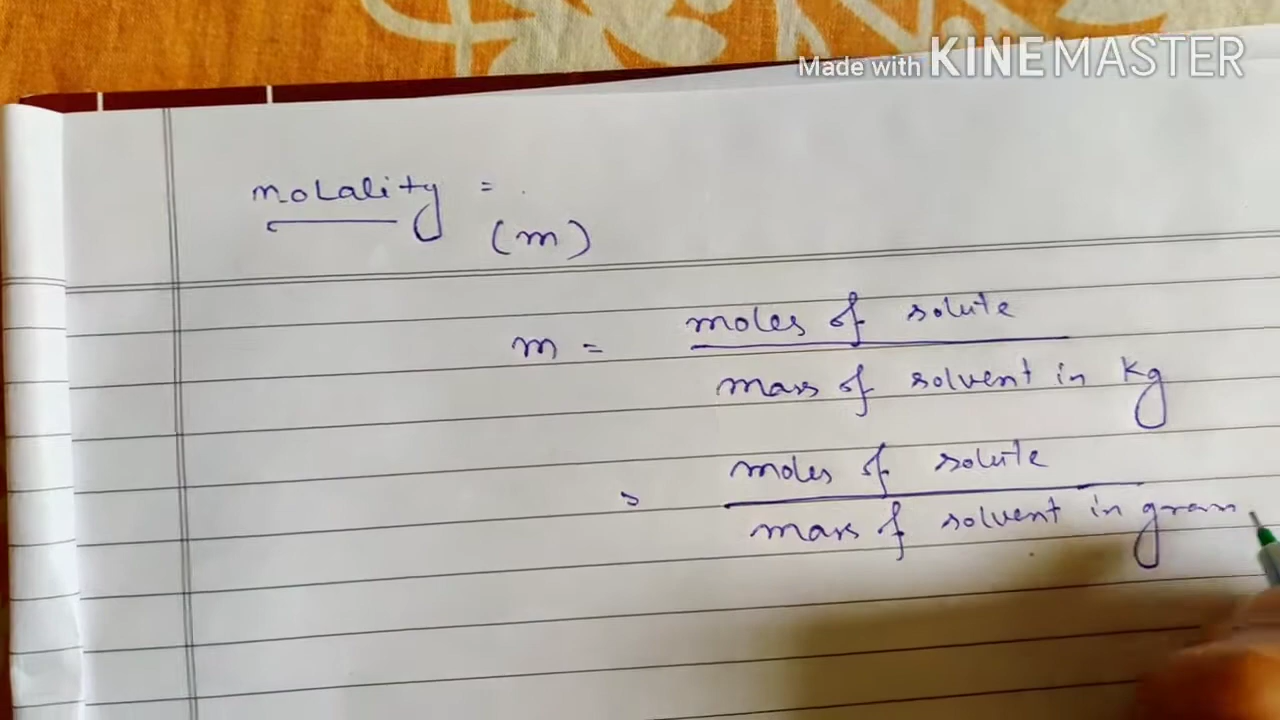 Made with KINEMASTER
molality =
(m)
m = moles of solute
mass of solvent in kg
= moles of solute
mass of solvent in gram